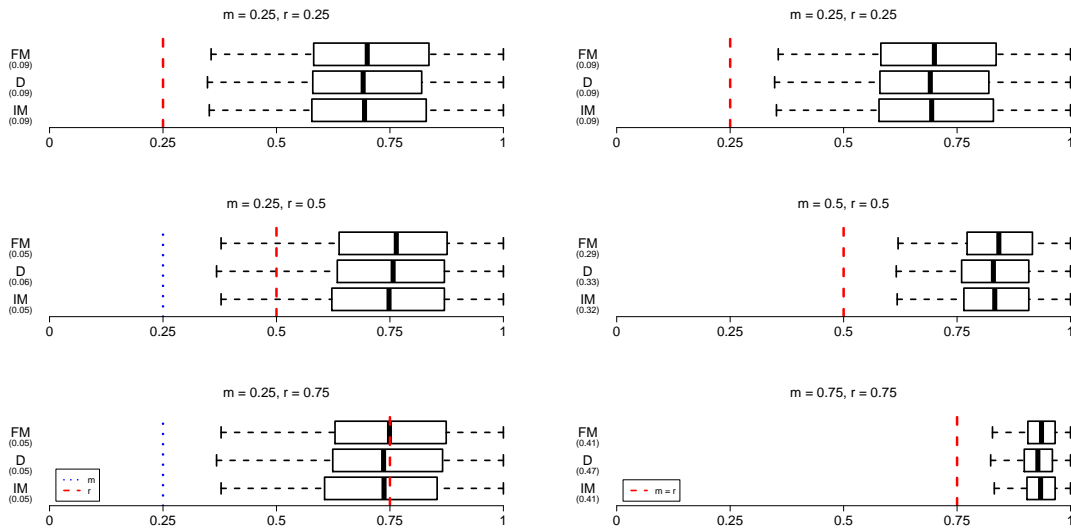 m = 0.25, r = 0.25
FM
(0.09)
D
(0.09)
IM
(0.09)
0 0.25 0.5 0.75 1
m = 0.25, r = 0.25
FM
(0.09)
D
(0.09)
IM
(0.09)
0 0.25 0.5 0.75 1
m = 0.25, r = 0.5
FM
(0.05)
D
(0.06)
IM
(0.05)
0 0.25 0.5 0.75 1
m = 0.5, r = 0.5
FM
(0.29)
D
(0.33)
IM
(0.32)
0 0.25 0.5 0.75 1
m = 0.25, r = 0.75
FM
(0.05)
D
(0.05)
IM
(0.05)
m
r
0 0.25 0.5 0.75 1
m = 0.75, r = 0.75
FM
(0.41)
D
(0.47)
IM
(0.41)
m = r
0 0.25 0.5 0.75 1